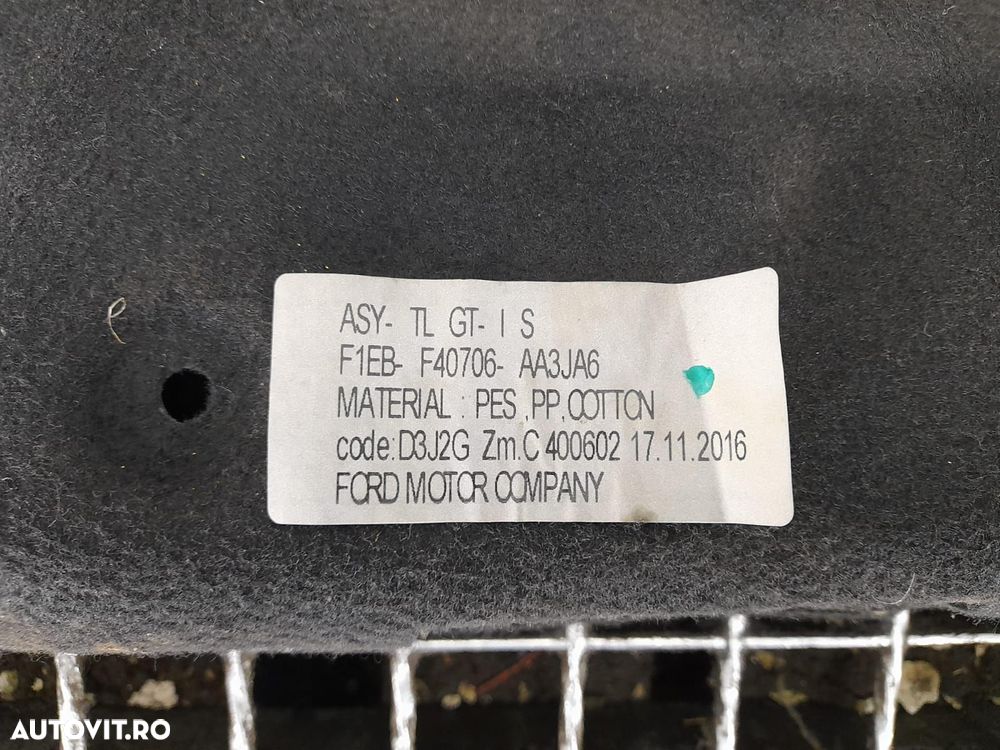 ASY- TL GT- I S
F1EB- F40706- AA3JA6
MATERIAL : PES ,PP,COTTON
code:D3J2G Zm.C 400602 17.11.2016
FORD MOTOR COMPANY
AUTOVIT.RO